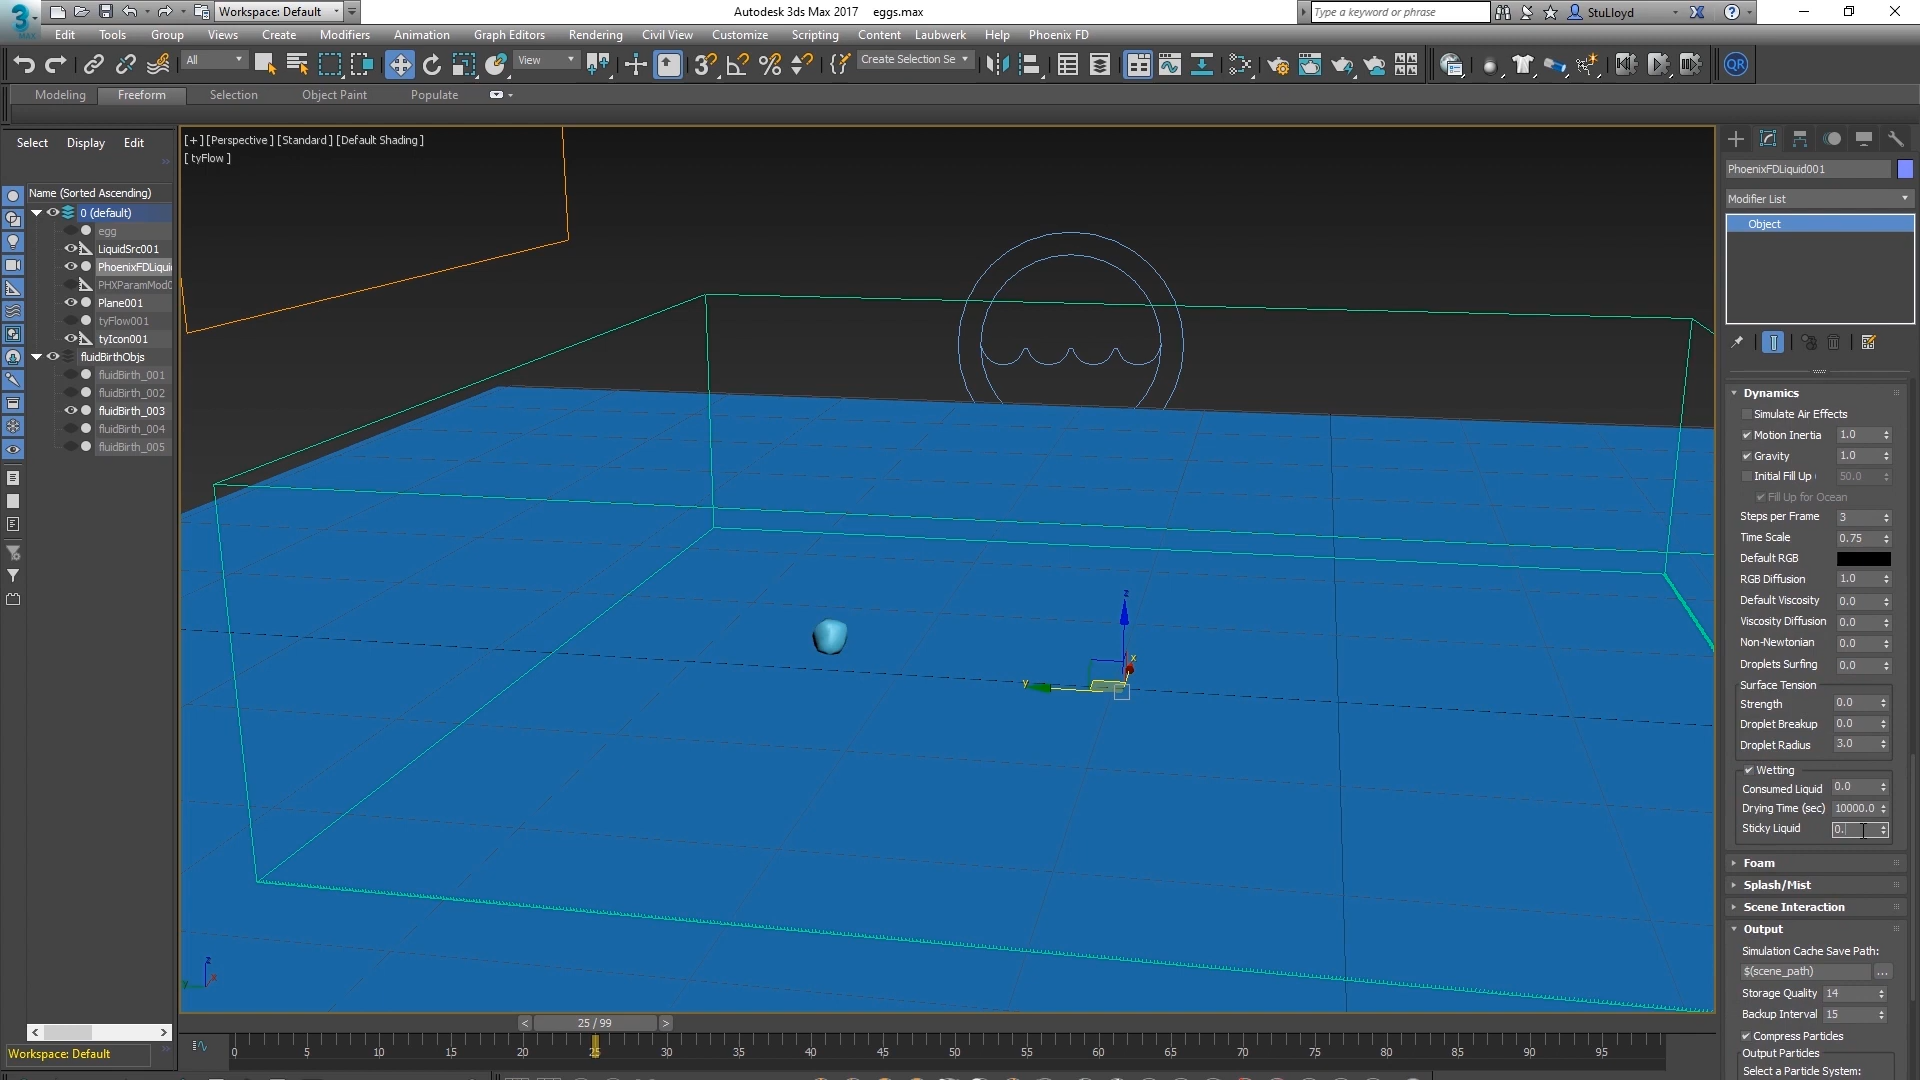 Workspace: Default
Autodesk 3ds Max 2017 eggs.max
Type a keyword or phrase
StuLloyd
3
MAX
Edit Tools Group Views Create Modifiers Animation Graph Editors Rendering Civil View Customize Scripting Content Laubwerk Help Phoenix FD
All
View
Create Selection Se
QR
Modeling Freeform Selection Object Paint Populate
Select Display Edit
Name (Sorted Ascending)
0 (default)
egg
LiquidSrc001
PhoenixFDLiquid
PHXParamMod0
Plane001
tyFlow001
tyIcon001
fluidBirthObjs
fluidBirth_001
fluidBirth_002
fluidBirth_003
fluidBirth_004
fluidBirth_005
[+] [Perspective] [Standard] [Default Shading]
[ tyFlow ]
z
x
y
z
x
y
PhoenixFDLiquid001
Modifier List
Object
Dynamics
Simulate Air Effects
Motion Inertia 1.0
Gravity 1.0
Initial Fill Up 50.0
Fill Up for Ocean
Steps per Frame 3
Time Scale 0.75
Default RGB
RGB Diffusion 1.0
Default Viscosity 0.0
Viscosity Diffusion 0.0
Non-Newtonian 0.0
Droplets Surfing 0.0
Surface Tension
Strength 0.0
Droplet Breakup 0.0
Droplet Radius 3.0
Wetting
Consumed Liquid 0.0
Drying Time (sec) 10000.0
Sticky Liquid 0.
Foam
Splash/Mist
Scene Interaction
Output
Simulation Cache Save Path:
$(scene_path) ...
Storage Quality 14
Backup Interval 15
Compress Particles
Output Particles
Select a Particle System:
< 25 / 99 >
0 5 10 15 20 25 30 35 40 45 50 55 60 65 70 75 80 85 90 95
Workspace: Default